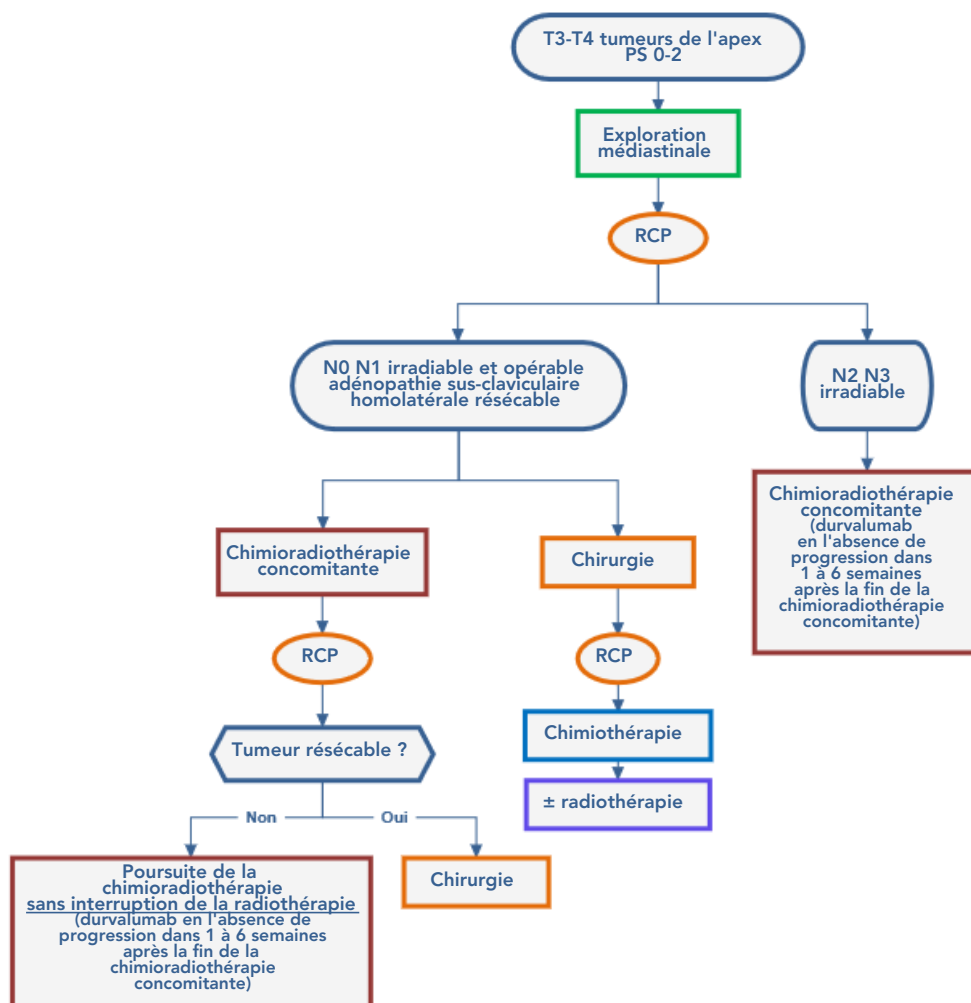 T3-T4 tumeurs de l'apex
PS 0-2
Exploration
médiastinale
RCP
N0 N1 irradiable et opérable
adénopathie sus-claviculaire
homolatérale résécable
N2 N3
irradiable
Chimioradiothérapie
concomitante
Chirurgie
Chimioradiothérapie
concomitante
(durvalumab
en l'absence de
progression dans
1 à 6 semaines
après la fin de la
chimioradiothérapie
concomitante)
RCP
RCP
Tumeur résécable ?
Chimiothérapie
± radiothérapie
Non
Oui
Poursuite de la
chimioradiothérapie
sans interruption de la radiothérapie
(durvalumab en l'absence de
progression dans 1 à 6 semaines
après la fin de la
chimioradiothérapie
concomitante)
Chirurgie